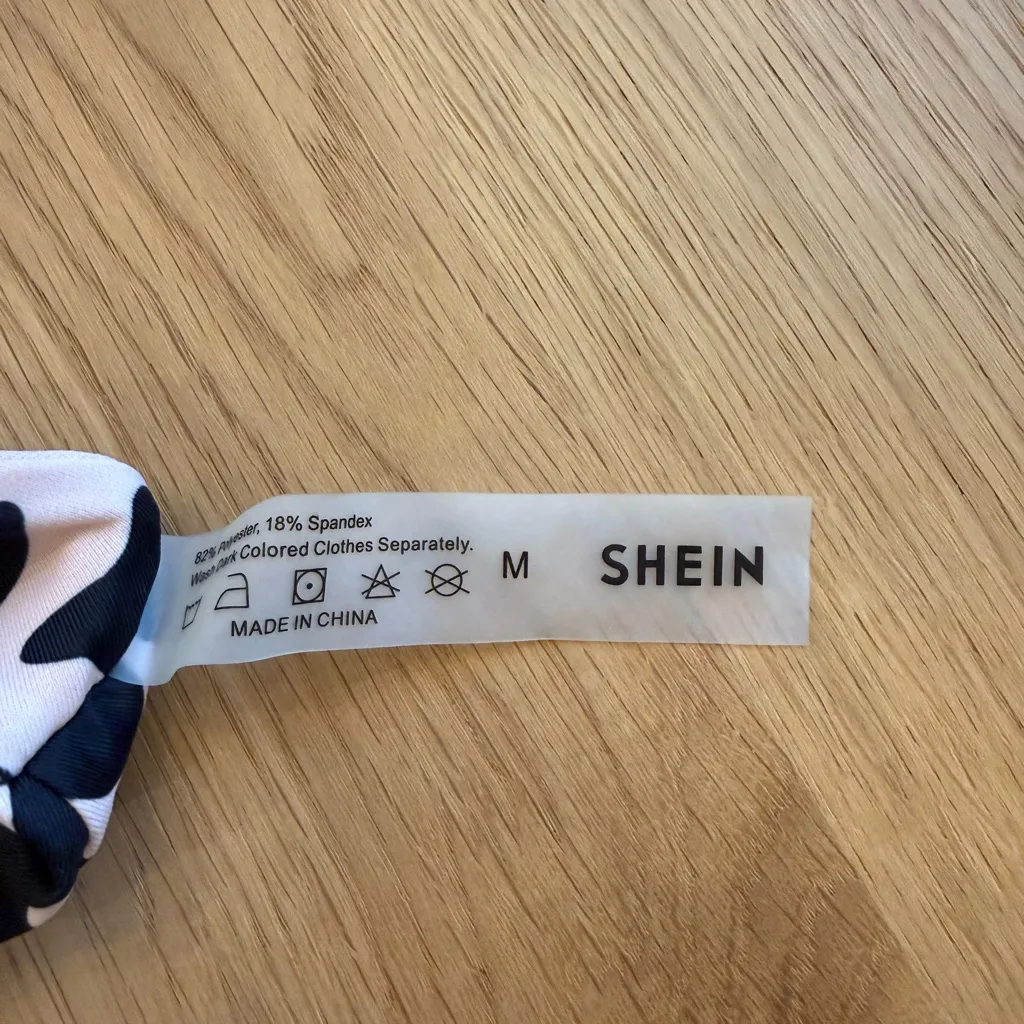 82% Polyester, 18% Spandex
Wash Dark Colored Clothes Separately.
MADE IN CHINA
M
SHEIN